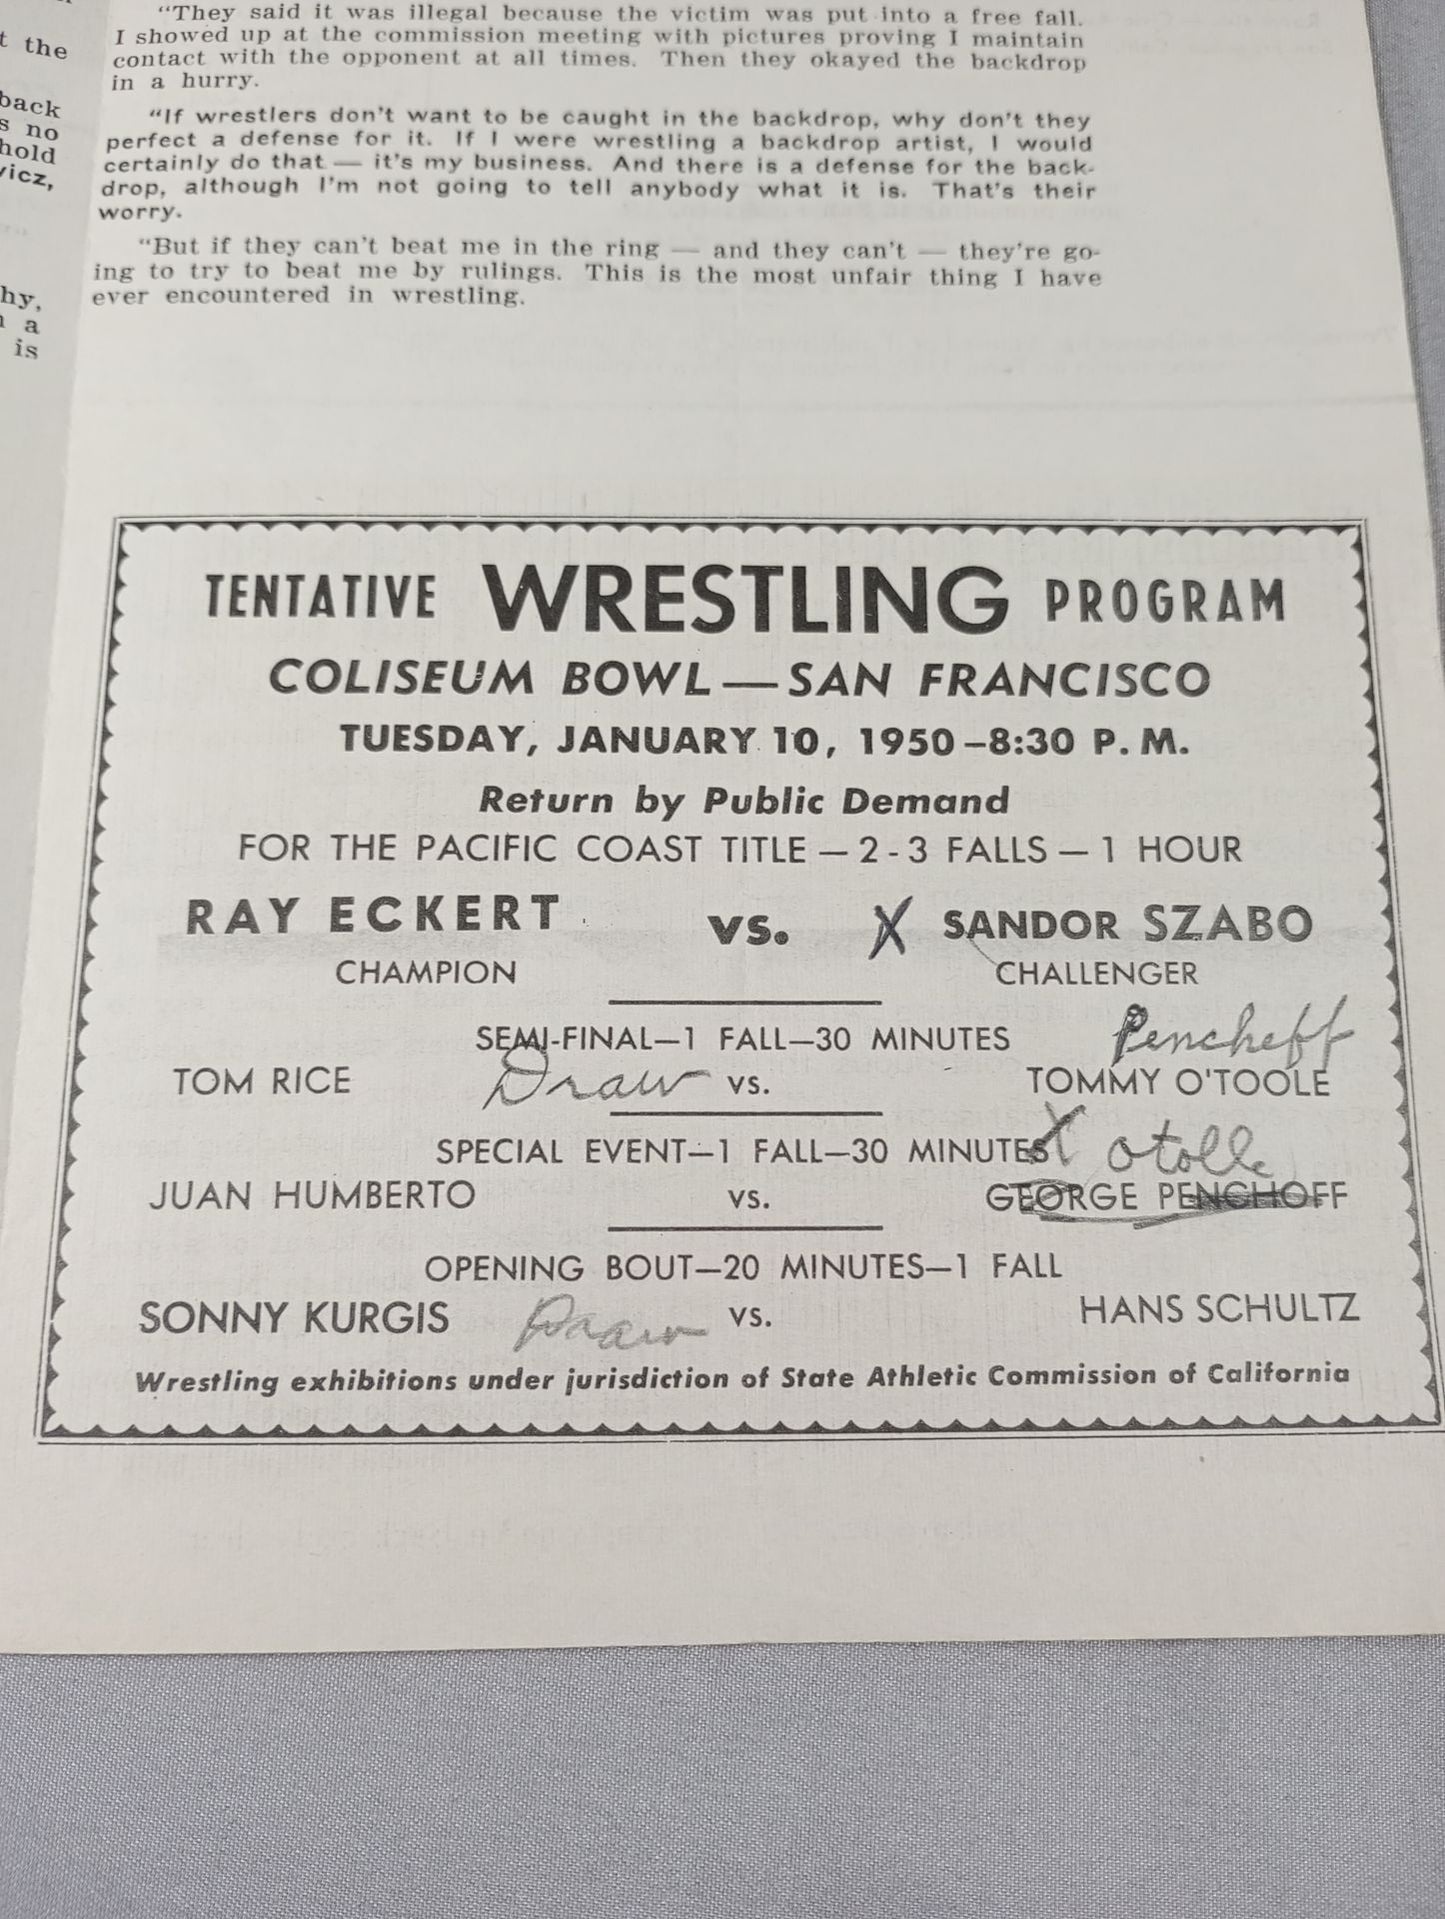 t the
back
s no
hold
vicz,
hy,
a
is
“They said it was illegal because the victim was put into a free fall.
I showed up at the commission meeting with pictures proving I maintain
contact with the opponent at all times. Then they okayed the backdrop
in a hurry.
“If wrestlers don't want to be caught in the backdrop, why don't they
perfect a defense for it. If I were wrestling a backdrop artist, I would
certainly do that — it's my business. And there is a defense for the back-
drop, although I'm not going to tell anybody what it is. That's their
worry.
“But if they can't beat me in the ring — and they can't — they're go-
ing to try to beat me by rulings. This is the most unfair thing I have
ever encountered in wrestling.
TENTATIVE WRESTLING PROGRAM
COLISEUM BOWL — SAN FRANCISCO
TUESDAY, JANUARY 10, 1950 – 8:30 P. M.
Return by Public Demand
FOR THE PACIFIC COAST TITLE — 2 - 3 FALLS — 1 HOUR
RAY ECKERT vs. X SANDOR SZABO
CHAMPION CHALLENGER
SEMI-FINAL—1 FALL—30 MINUTES Pencheff
TOM RICE Draw vs. TOMMY O'TOOLE
SPECIAL EVENT—1 FALL—30 MINUTES X Otolle
JUAN HUMBERTO vs. GEORGE PENCHOFF
OPENING BOUT—20 MINUTES—1 FALL
SONNY KURGIS Draw vs. HANS SCHULTZ
Wrestling exhibitions under jurisdiction of State Athletic Commission of California